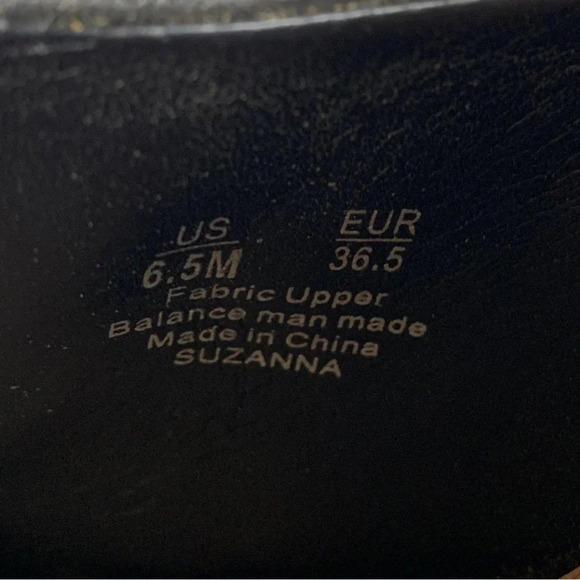 US EUR
6.5M 36.5
Fabric Upper
Balance man made
Made in China
SUZANNA